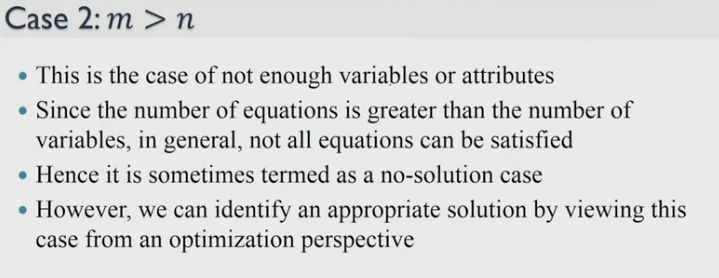 Case 2: m > n
• This is the case of not enough variables or attributes
• Since the number of equations is greater than the number of
variables, in general, not all equations can be satisfied
• Hence it is sometimes termed as a no-solution case
• However, we can identify an appropriate solution by viewing this
case from an optimization perspective